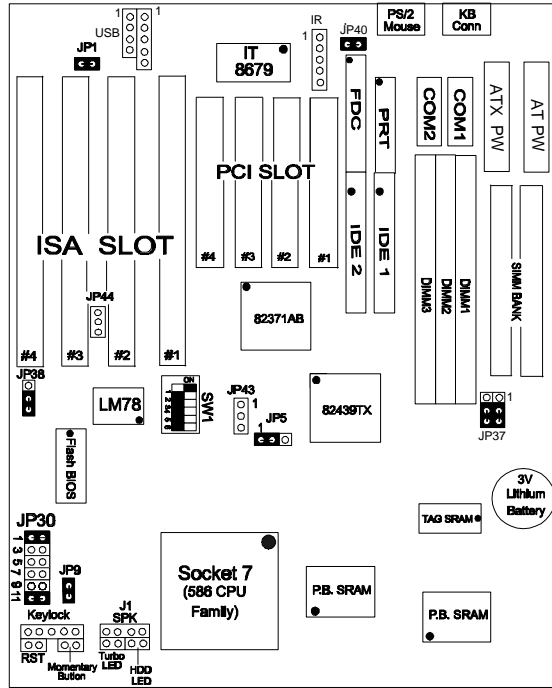 PS/2
Mouse
KB
Conn
1
1
USB
JP1
IR
JP40
IT
8679
FDC
PRT
COM2
COM1
ATX PW
AT PW
PCI SLOT
ISA SLOT
IDE 2
IDE 1
DIMM3
DIMM2
DIMM1
SIMM BANK
#4
#3
#2
#1
JP44
82371AB
#4
#3
#2
#1
JP38
LM78
ON
SW1
JP43
1
1
JP5
82439TX
1
JP37
Flash BIOS
3V
Lithium
Battery
TAG SRAM
JP30
1
3
5
7
9
11
JP9
Socket 7
(586 CPU
Family)
P.B. SRAM
P.B. SRAM
Keylock
J1
SPK
RST
Momentary
Button
Turbo
LED
HDD
LED